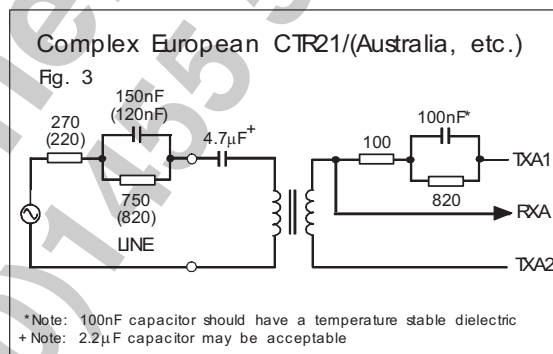 Complex European CTR21/(Australia, etc.)
Fig. 3
150nF
(120nF)
270
(220)
4.7µF+
100nF*
100
TXA1
750
(820)
820
RXA
LINE
TXA2
*Note: 100nF capacitor should have a temperature stable dielectric
+ Note: 2.2µF capacitor may be acceptable